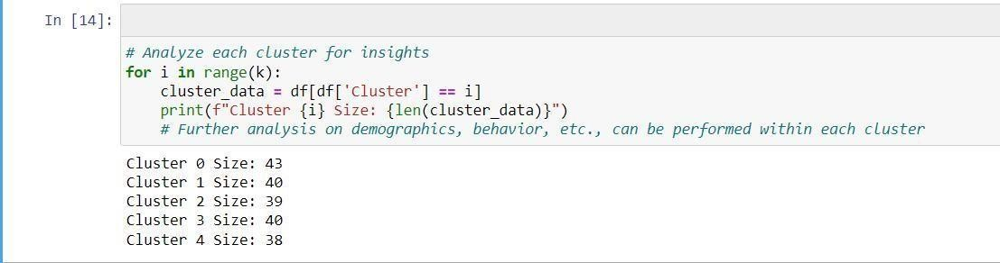 In [14]:
# Analyze each cluster for insights
for i in range(k):
    cluster_data = df[df['Cluster'] == i]
    print(f"Cluster {i} Size: {len(cluster_data)}")
    # Further analysis on demographics, behavior, etc., can be performed within each cluster
Cluster 0 Size: 43
Cluster 1 Size: 40
Cluster 2 Size: 39
Cluster 3 Size: 40
Cluster 4 Size: 38